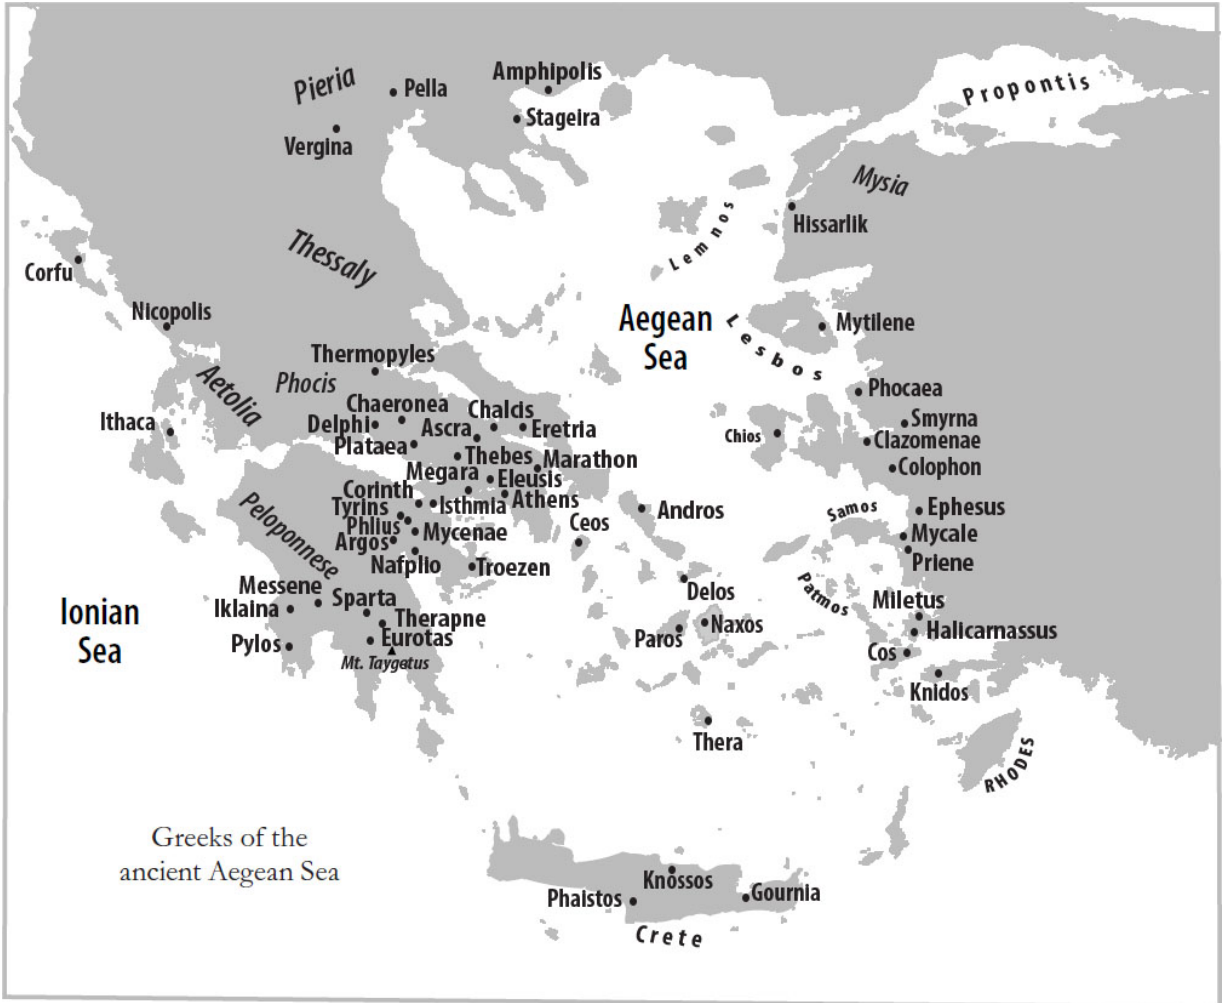 Pieria
Pella
Amphipolis
Stageira
Vergina
Propontis
Mysia
Hissarlik
Lemnos
Thessaly
Corfu
Nicopolis
Aegean
Sea
Lesbos
Mytilene
Thermopyles
Phocis
Aetolia
Phocaea
Ithaca
Chaeronea
Chalcis
Delphi
Ascra
Eretria
Smyrna
Chios
Clazomenae
Plataea
Thebes
Marathon
Colophon
Megara
Eleusis
Corinth
Isthmia
Athens
Tyrins
Phlius
Mycenae
Argos
Nafplio
Troezen
Peloponnese
Ceos
Andros
Samos
Ephesus
Mycale
Priene
Delos
Patmos
Miletus
Messene
Sparta
Iklaina
Therapne
Ionian
Sea
Pylos
Eurotas
Mt. Taygetus
Paros
Naxos
Halicarnassus
Cos
Knidos
Thera
RHODES
Greeks of the
ancient Aegean Sea
Knossos
Phaistos
Gournia
Crete